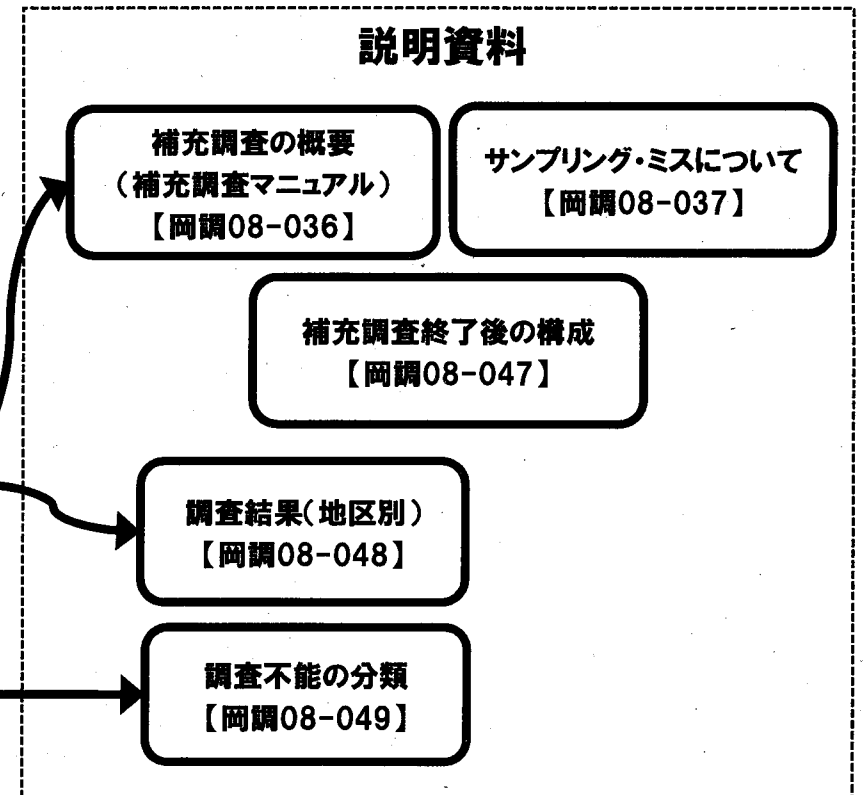 説明資料
補充調査の概要
（補充調査マニュアル）
【岡調08-036】
サンプリング・ミスについて
【岡調08-037】
補充調査終了後の構成
【岡調08-047】
調査結果（地区別）
【岡調08-048】
調査不能の分類
【岡調08-049】